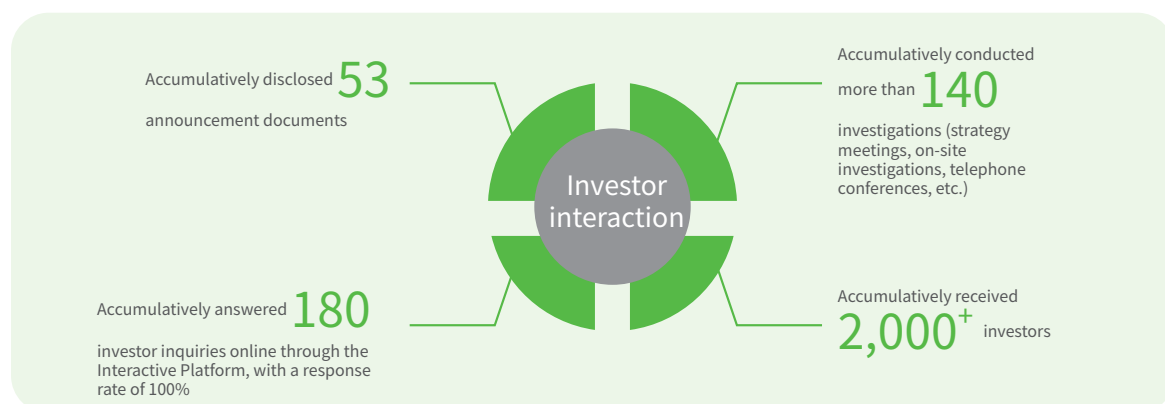 Accumulatively disclosed 53
announcement documents
Accumulatively conducted
more than 140
investigations (strategy
meetings, on-site
investigations, telephone
conferences, etc.)
Investor
interaction
Accumulatively answered 180
investor inquiries online through the
Interactive Platform, with a response
rate of 100%
Accumulatively received
2,000+ investors